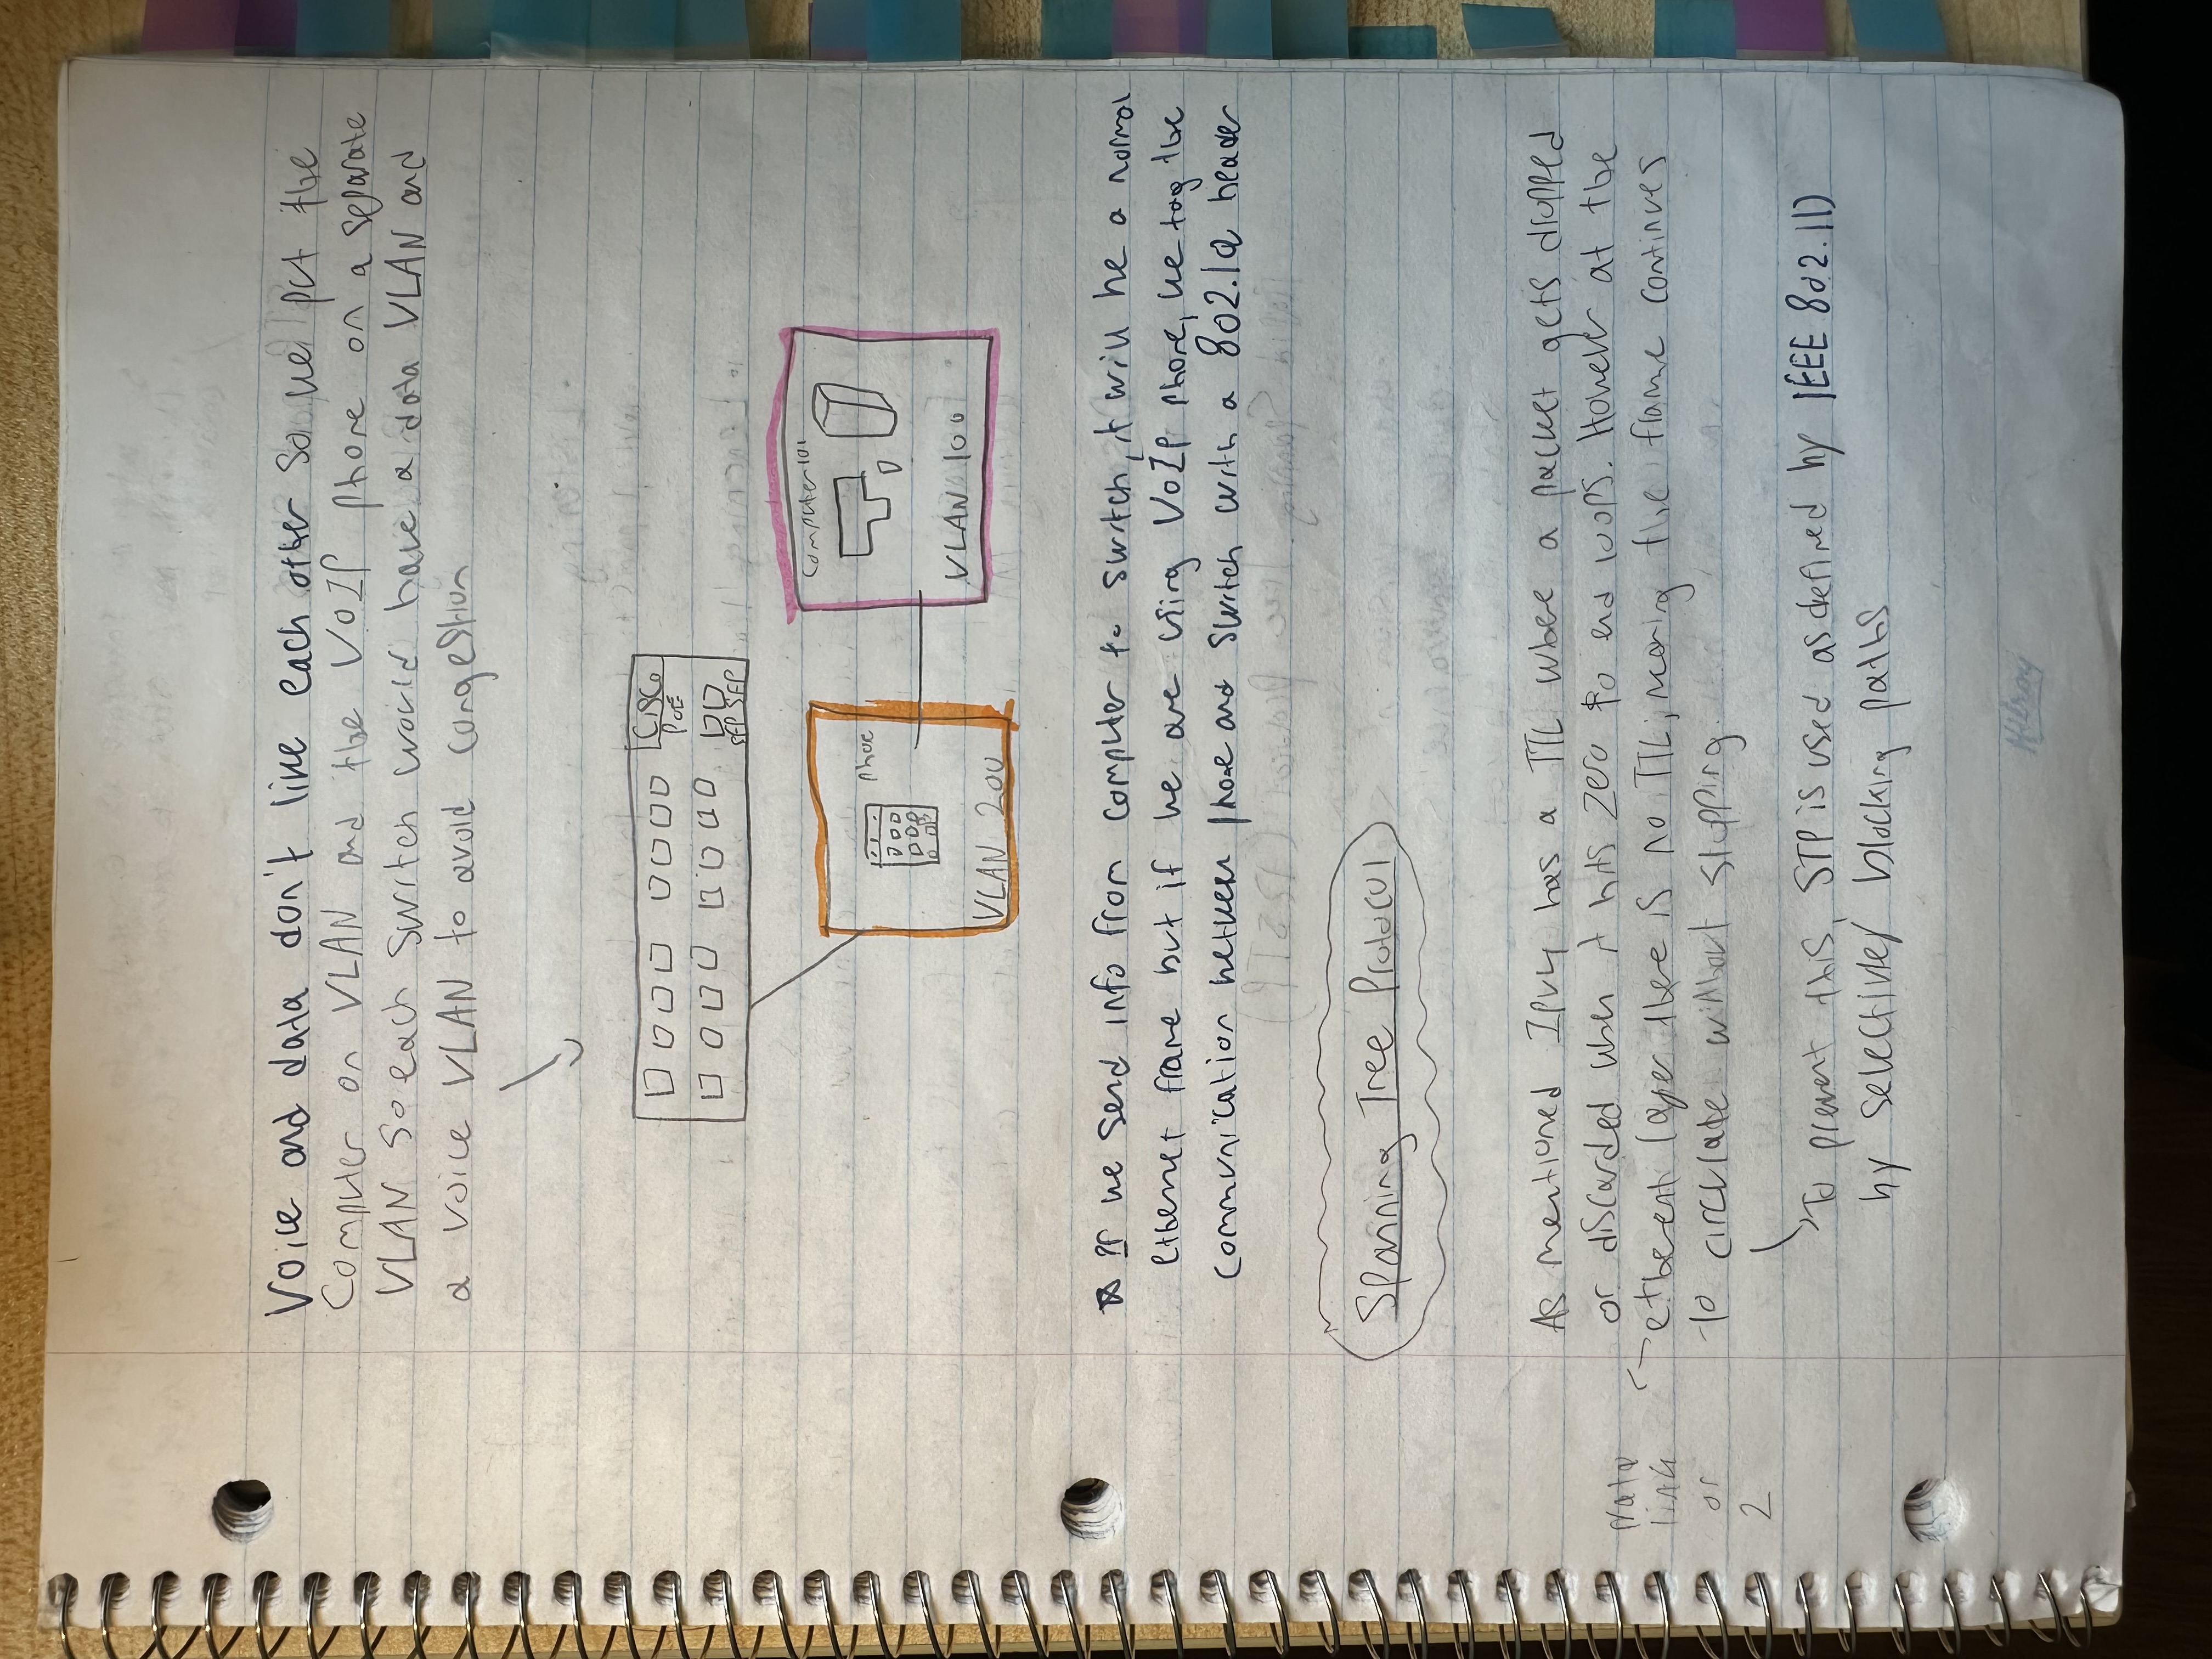 Voice and data don't like each other so we put the
Computer on VLAN and the VOIP phone on a separate
VLAN so each switch would have a data VLAN and
a voice VLAN to avoid congestion
CISCO
POE
SFP SFP
Computer 101
phoe
VLAN 100
VLAN 200
If we send info from computer to switch, it will be a normal
ethernet frame but if we are using VoIP phone, we tag the
communication between phone and switch with a 802.1Q header
Spanning Tree Protocol
As mentioned IPv4 has a TTL where a packet gets dropped
or discarded when it hits zero to end loops. However at the
etherent layer there is no TTL, meaning the frame continues
to circulate without stopping.
Data
link
or
2
To prevent this, STP is used as defined by IEEE 802.1D
by selectivley blocking paths
Hilroy